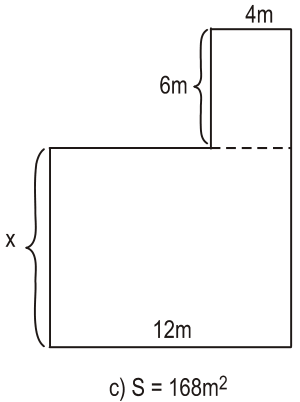 4m
6m
x
12m
c) S = 168m²